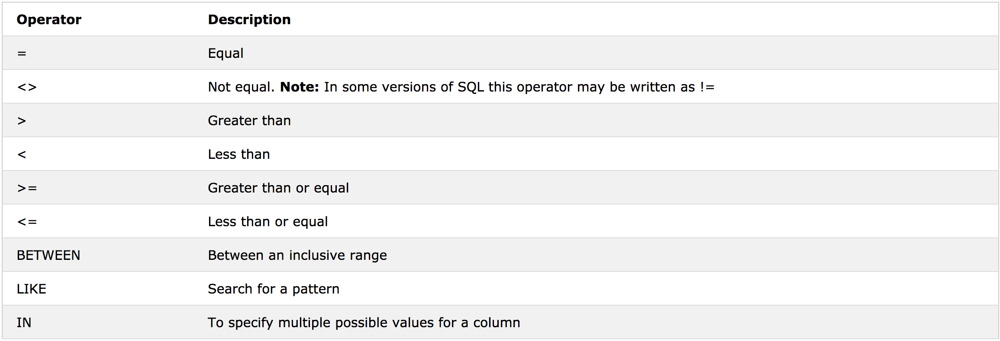 Operator Description
= Equal
<> Not equal. Note: In some versions of SQL this operator may be written as !=
> Greater than
< Less than
>= Greater than or equal
<= Less than or equal
BETWEEN Between an inclusive range
LIKE Search for a pattern
IN To specify multiple possible values for a column